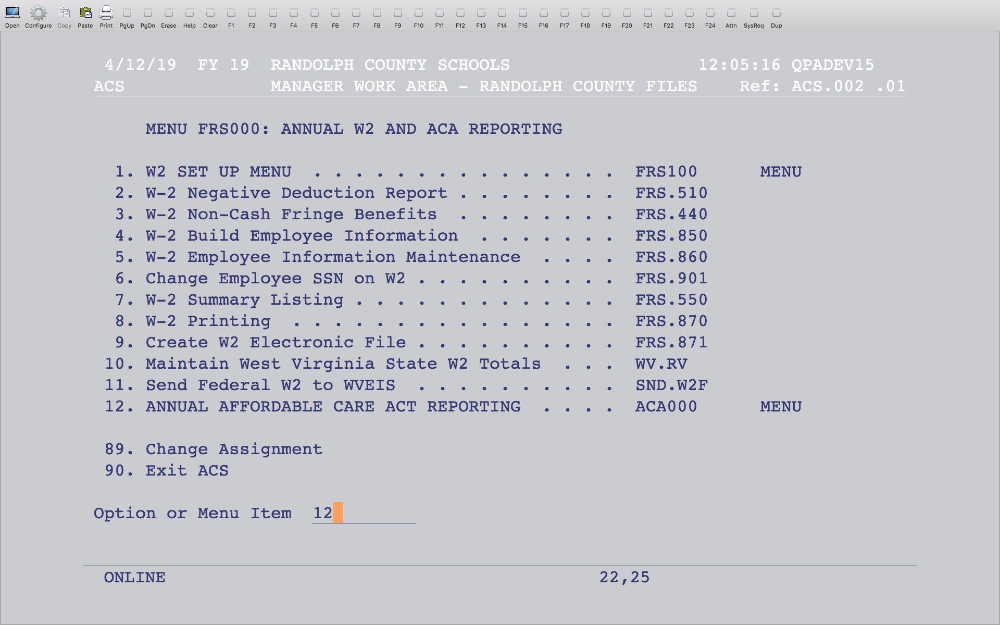 Open Configure Copy Paste Print PgUp PgDn Erase Help Clear F1 F2 F3 F4 F5 F6 F7 F8 F9 F10 F11 F12 F13 F14 F15 F16 F17 F18 F19 F20 F21 F22 F23 F24 Attn SysReq Dup
4/12/19 FY 19 RANDOLPH COUNTY SCHOOLS 12:05:16 QPADEV15
ACS MANAGER WORK AREA - RANDOLPH COUNTY FILES Ref: ACS.002 .01
MENU FRS000: ANNUAL W2 AND ACA REPORTING
1. W2 SET UP MENU . . . . . . . . . . . . . . . FRS100 MENU
2. W-2 Negative Deduction Report . . . . . . . . FRS.510
3. W-2 Non-Cash Fringe Benefits . . . . . . . . FRS.440
4. W-2 Build Employee Information . . . . . . . FRS.850
5. W-2 Employee Information Maintenance . . . . FRS.860
6. Change Employee SSN on W2 . . . . . . . . . . FRS.901
7. W-2 Summary Listing . . . . . . . . . . . . . FRS.550
8. W-2 Printing . . . . . . . . . . . . . . . . FRS.870
9. Create W2 Electronic File . . . . . . . . . . FRS.871
10. Maintain West Virginia State W2 Totals . . . WV.RV
11. Send Federal W2 to WVEIS . . . . . . . . . . SND.W2F
12. ANNUAL AFFORDABLE CARE ACT REPORTING . . . . ACA000 MENU
89. Change Assignment
90. Exit ACS
Option or Menu Item 12
ONLINE 22,25